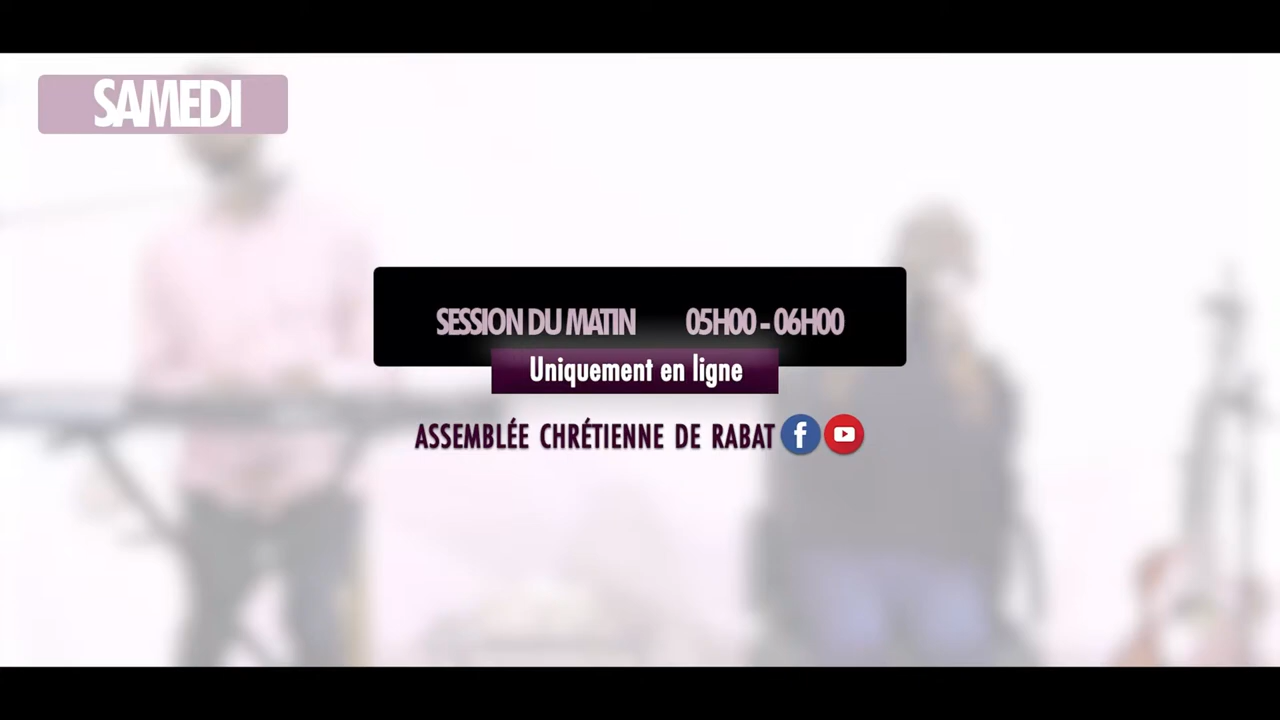 SAMEDI
SESSION DU MATIN 05H00 - 06H00
Uniquement en ligne
ASSEMBLÉE CHRÉTIENNE DE RABAT